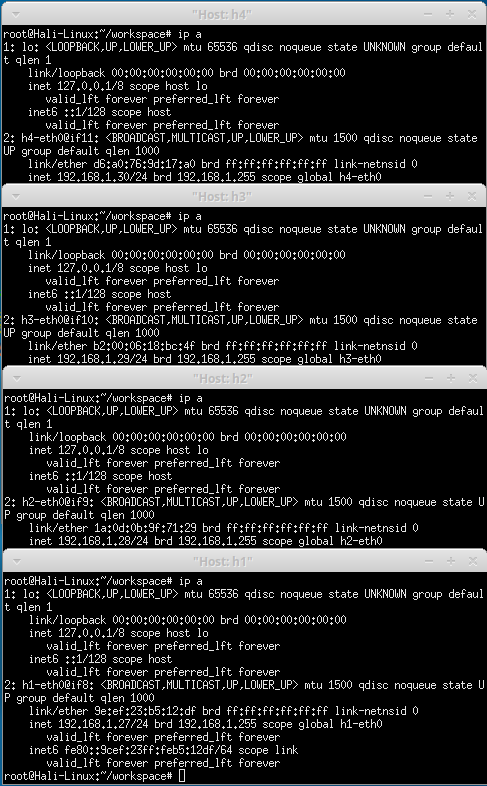 "Host: h4"
root@Hali-Linux:~/workspace# ip a
1: lo: <LOOPBACK,UP,LOWER_UP> mtu 65536 qdisc noqueue state UNKNOWN group defaul
t qlen 1
    link/loopback 00:00:00:00:00:00 brd 00:00:00:00:00:00
    inet 127.0.0.1/8 scope host lo
       valid_lft forever preferred_lft forever
    inet6 ::1/128 scope host
       valid_lft forever preferred_lft forever
2: h4-eth0@if11: <BROADCAST,MULTICAST,UP,LOWER_UP> mtu 1500 qdisc noqueue state
UP group default qlen 1000
    link/ether d6:a0:76:9d:17:a0 brd ff:ff:ff:ff:ff:ff link-netnsid 0
    inet 192.168.1.30/24 brd 192.168.1.255 scope global h4-eth0
"Host: h3"
root@Hali-Linux:~/workspace# ip a
1: lo: <LOOPBACK,UP,LOWER_UP> mtu 65536 qdisc noqueue state UNKNOWN group defaul
t qlen 1
    link/loopback 00:00:00:00:00:00 brd 00:00:00:00:00:00
    inet 127.0.0.1/8 scope host lo
       valid_lft forever preferred_lft forever
    inet6 ::1/128 scope host
       valid_lft forever preferred_lft forever
2: h3-eth0@if10: <BROADCAST,MULTICAST,UP,LOWER_UP> mtu 1500 qdisc noqueue state
UP group default qlen 1000
    link/ether b2:00:06:18:bc:4f brd ff:ff:ff:ff:ff:ff link-netnsid 0
    inet 192.168.1.29/24 brd 192.168.1.255 scope global h3-eth0
"Host: h2"
root@Hali-Linux:~/workspace# ip a
1: lo: <LOOPBACK,UP,LOWER_UP> mtu 65536 qdisc noqueue state UNKNOWN group defaul
t qlen 1
    link/loopback 00:00:00:00:00:00 brd 00:00:00:00:00:00
    inet 127.0.0.1/8 scope host lo
       valid_lft forever preferred_lft forever
    inet6 ::1/128 scope host
       valid_lft forever preferred_lft forever
2: h2-eth0@if9: <BROADCAST,MULTICAST,UP,LOWER_UP> mtu 1500 qdisc noqueue state U
P group default qlen 1000
    link/ether 1a:0d:0b:9f:71:29 brd ff:ff:ff:ff:ff:ff link-netnsid 0
    inet 192.168.1.28/24 brd 192.168.1.255 scope global h2-eth0
"Host: h1"
root@Hali-Linux:~/workspace# ip a
1: lo: <LOOPBACK,UP,LOWER_UP> mtu 65536 qdisc noqueue state UNKNOWN group defaul
t qlen 1
    link/loopback 00:00:00:00:00:00 brd 00:00:00:00:00:00
    inet 127.0.0.1/8 scope host lo
       valid_lft forever preferred_lft forever
    inet6 ::1/128 scope host
       valid_lft forever preferred_lft forever
2: h1-eth0@if8: <BROADCAST,MULTICAST,UP,LOWER_UP> mtu 1500 qdisc noqueue state U
P group default qlen 1000
    link/ether 9e:ef:23:b5:12:df brd ff:ff:ff:ff:ff:ff link-netnsid 0
    inet 192.168.1.27/24 brd 192.168.1.255 scope global h1-eth0
       valid_lft forever preferred_lft forever
    inet6 fe80::9cef:23ff:feb5:12df/64 scope link
       valid_lft forever preferred_lft forever
root@Hali-Linux:~/workspace#